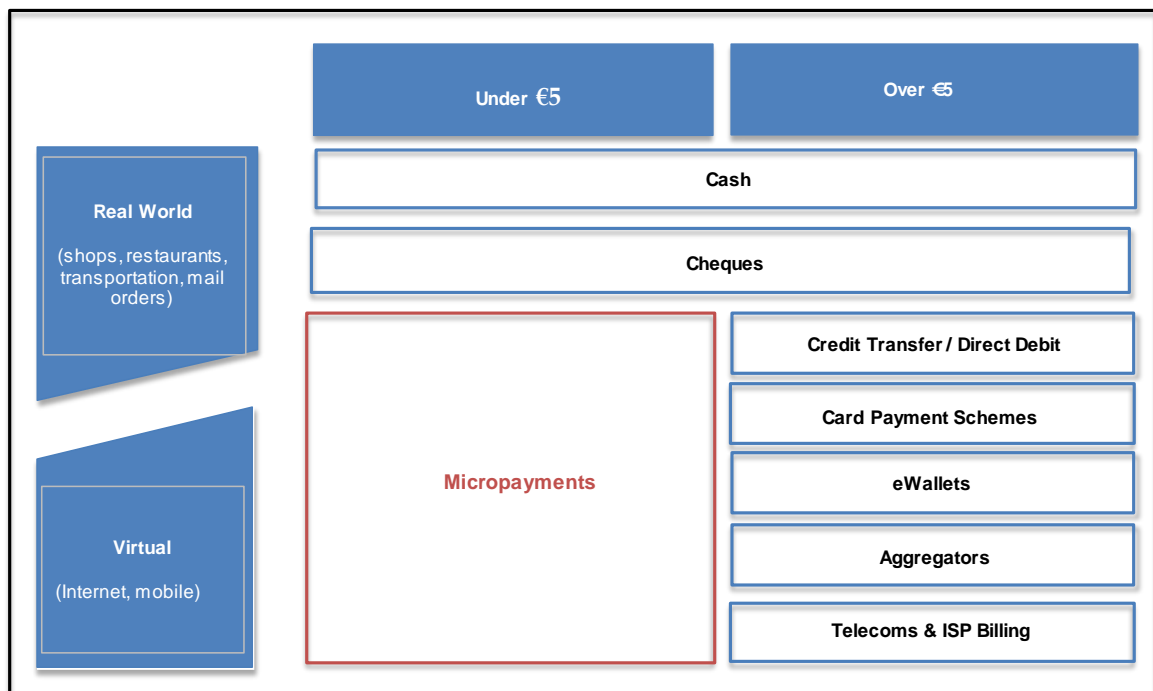 Under €5
Over €5
Real World
(shops, restaurants,
transportation, mail
orders)
Cash
Cheques
Micropayments
Credit Transfer / Direct Debit
Card Payment Schemes
eWallets
Aggregators
Telecoms & ISP Billing
Virtual
(Internet, mobile)